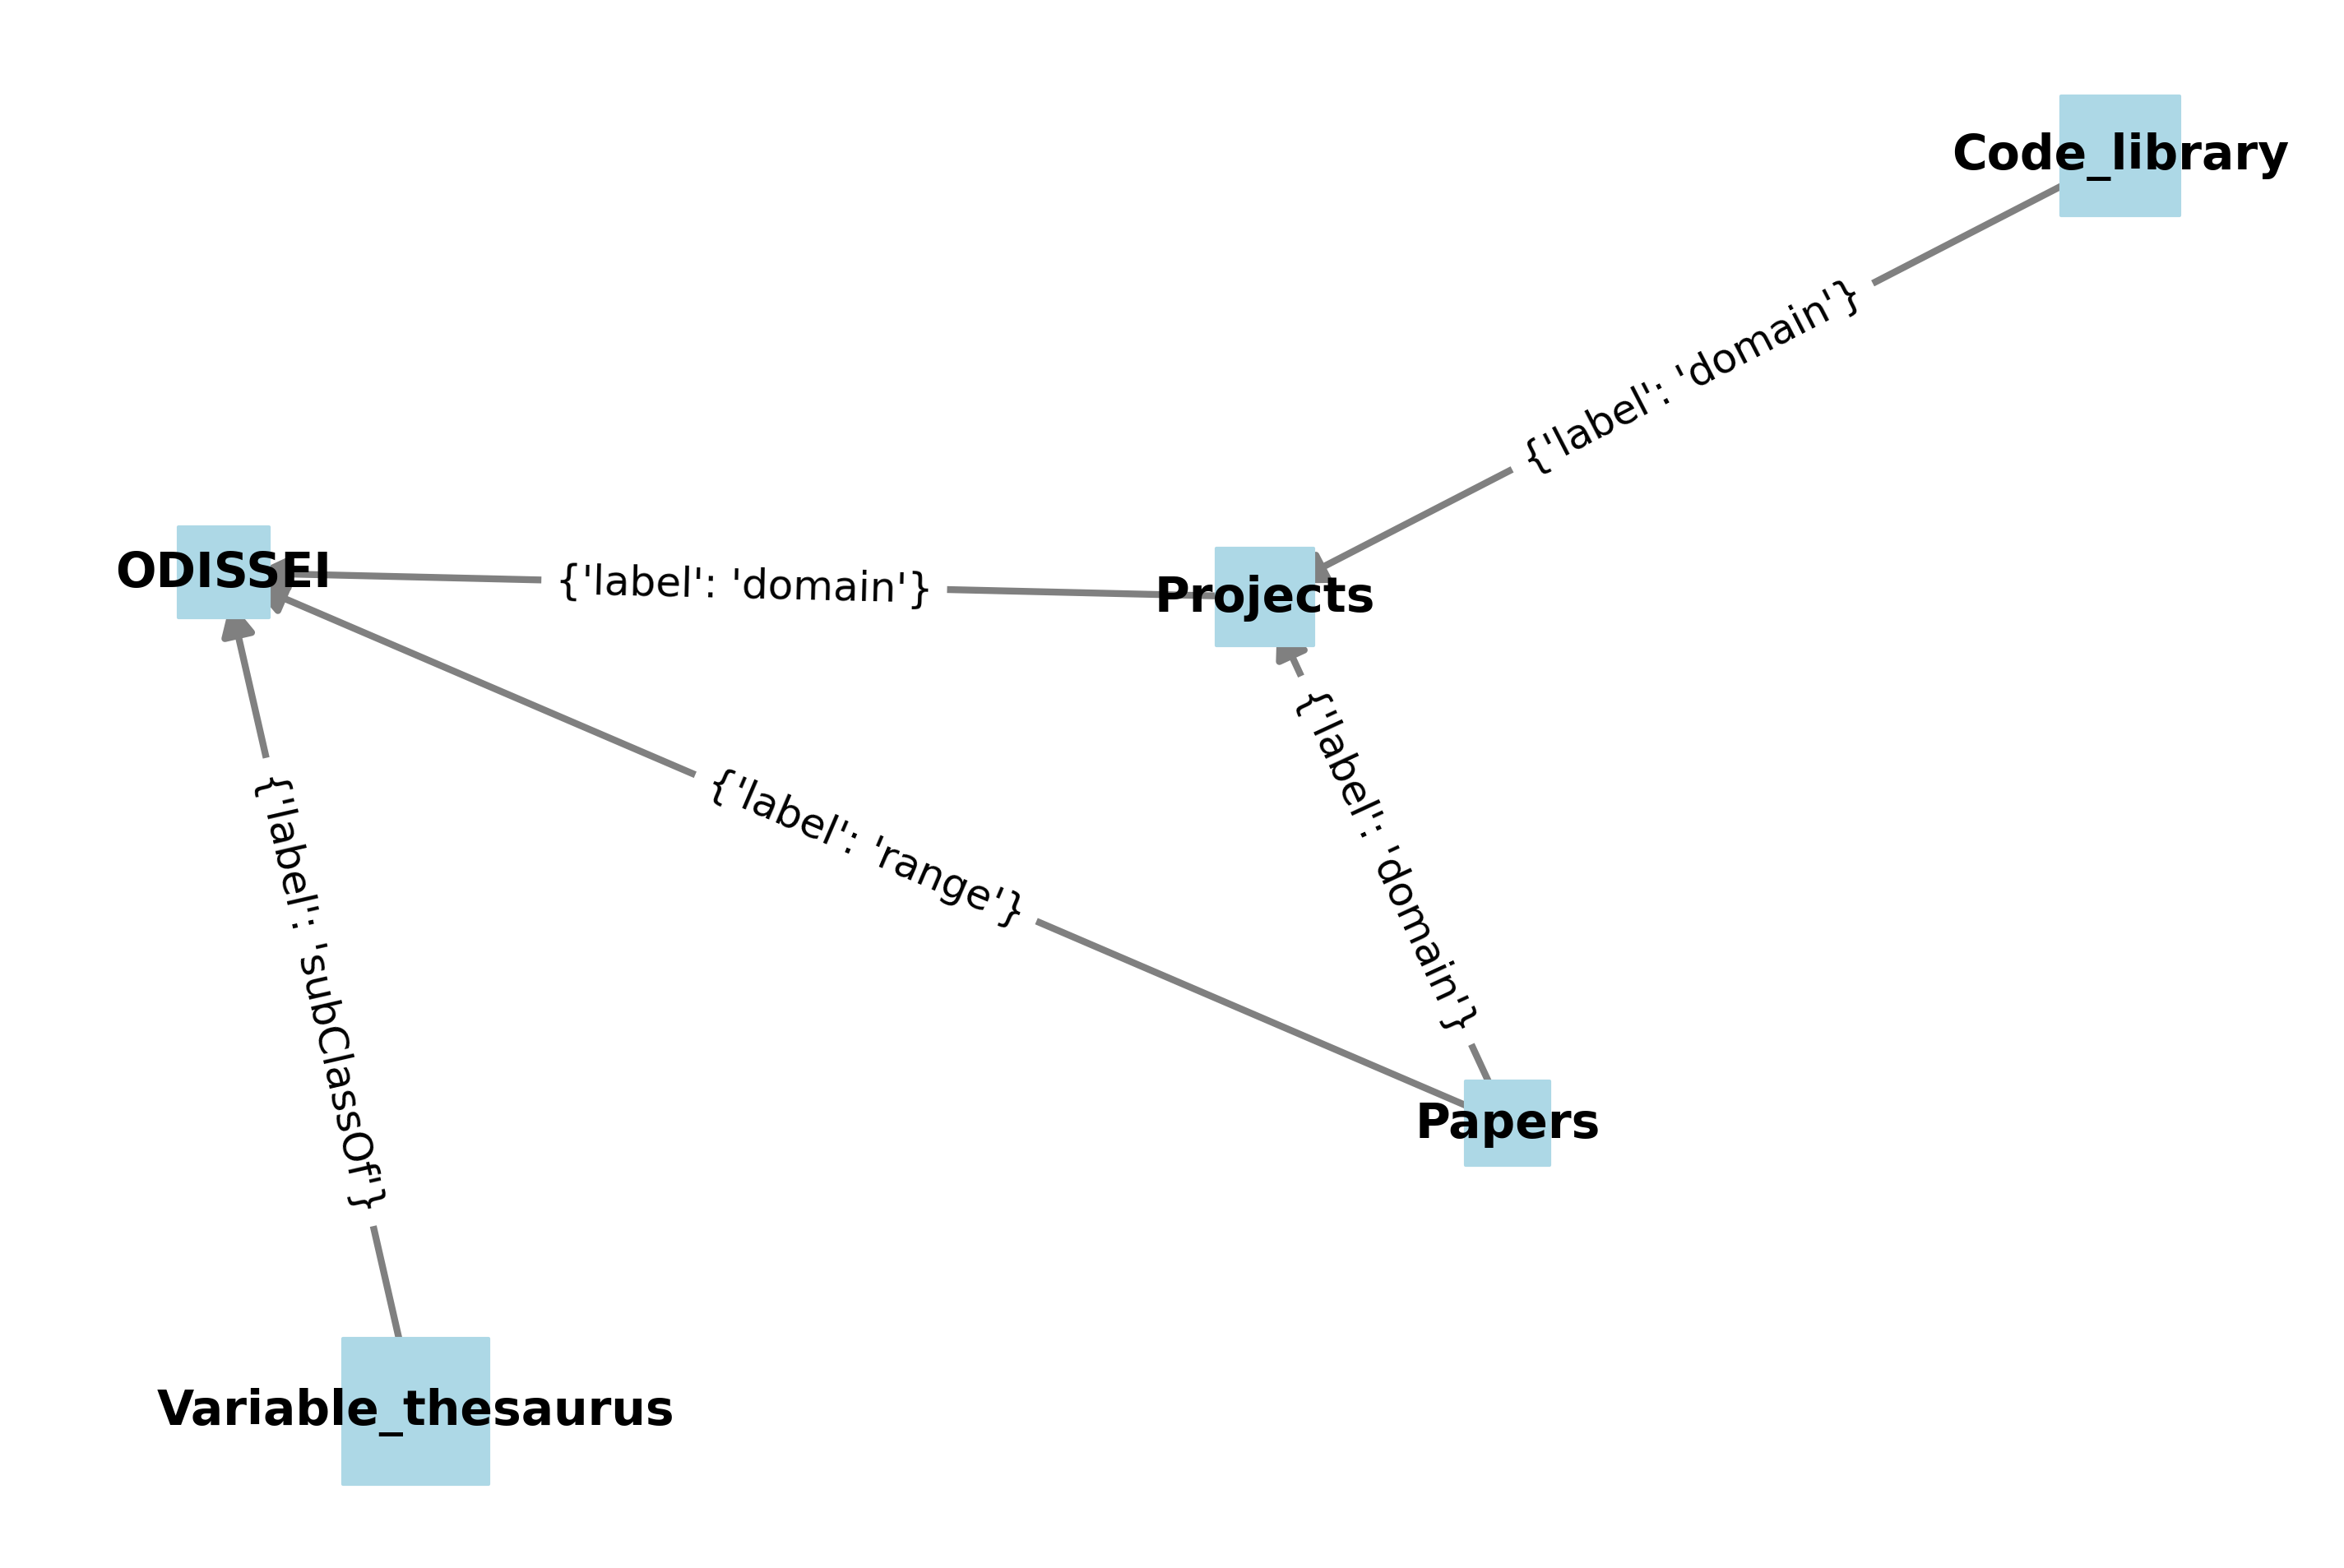 Code_library
{'label': 'domain'}
ODISSEI
{'label': 'domain'}
Projects
{'label': 'domain'}
{'label': 'range'}
{'label': 'subClassOf'}
Papers
Variable_thesaurus